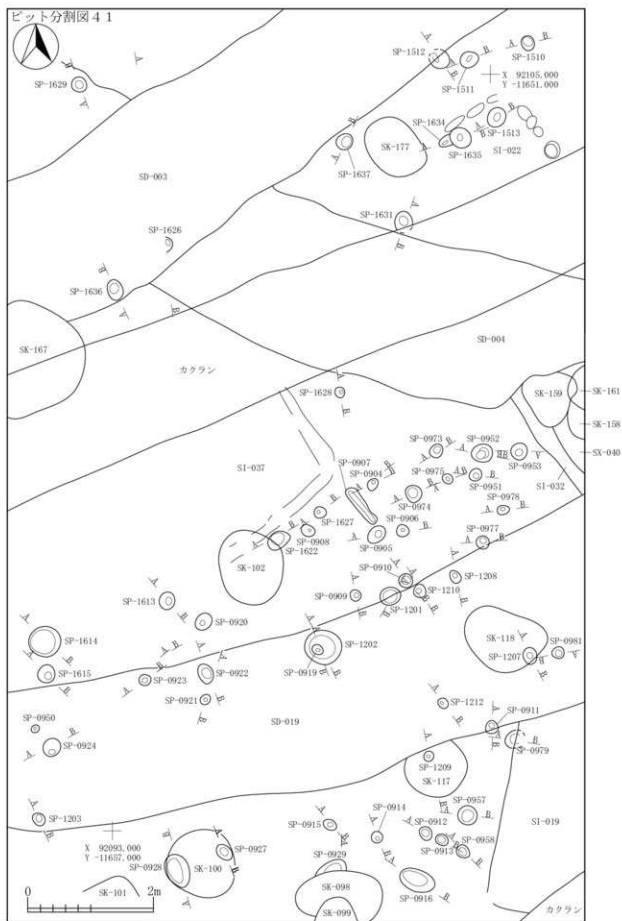 ピット分割図41
SP-1512
SP-1510
SP-1511
X 92105.000
Y -11651.000
SP-1629
SP-1634
SP-1513
SK-177
SP-1635
SI-022
SP-1637
SD-003
SP-1631
SP-1626
SP-1636
SD-004
SK-167
カクラン
SK-161
SP-1628
SK-159
SK-158
SP-0973
SP-0952
SX-040
SP-0907
SP-0953
SI-037
SP-0904
SP-0975
SP-0951
SI-032
SP-0978
SP-0974
SP-1627
SP-0906
SP-0908
SP-0977
SP-1622
SP-0905
SK-102
SP-0910
SP-1208
SP-1613
SP-0909
SP-1210
SP-1201
SP-0920
SK-118
SP-1614
SP-1202
SP-0981
SP-1207
SP-1615
SP-0922
SP-0919
SP-0923
SP-0921
SP-1212
SP-0911
SD-019
SP-0950
SP-0924
SP-0979
SP-1209
SK-117
SP-0957
SP-1203
SP-0914
SP-0915
SP-0912
SI-019
X 92093.000
Y -11657.000
SP-0958
SP-0927
SP-0913
SP-0929
SP-0928
SK-100
SK-098
SP-0916
SK-101
0 2m
SK-099
カクラン